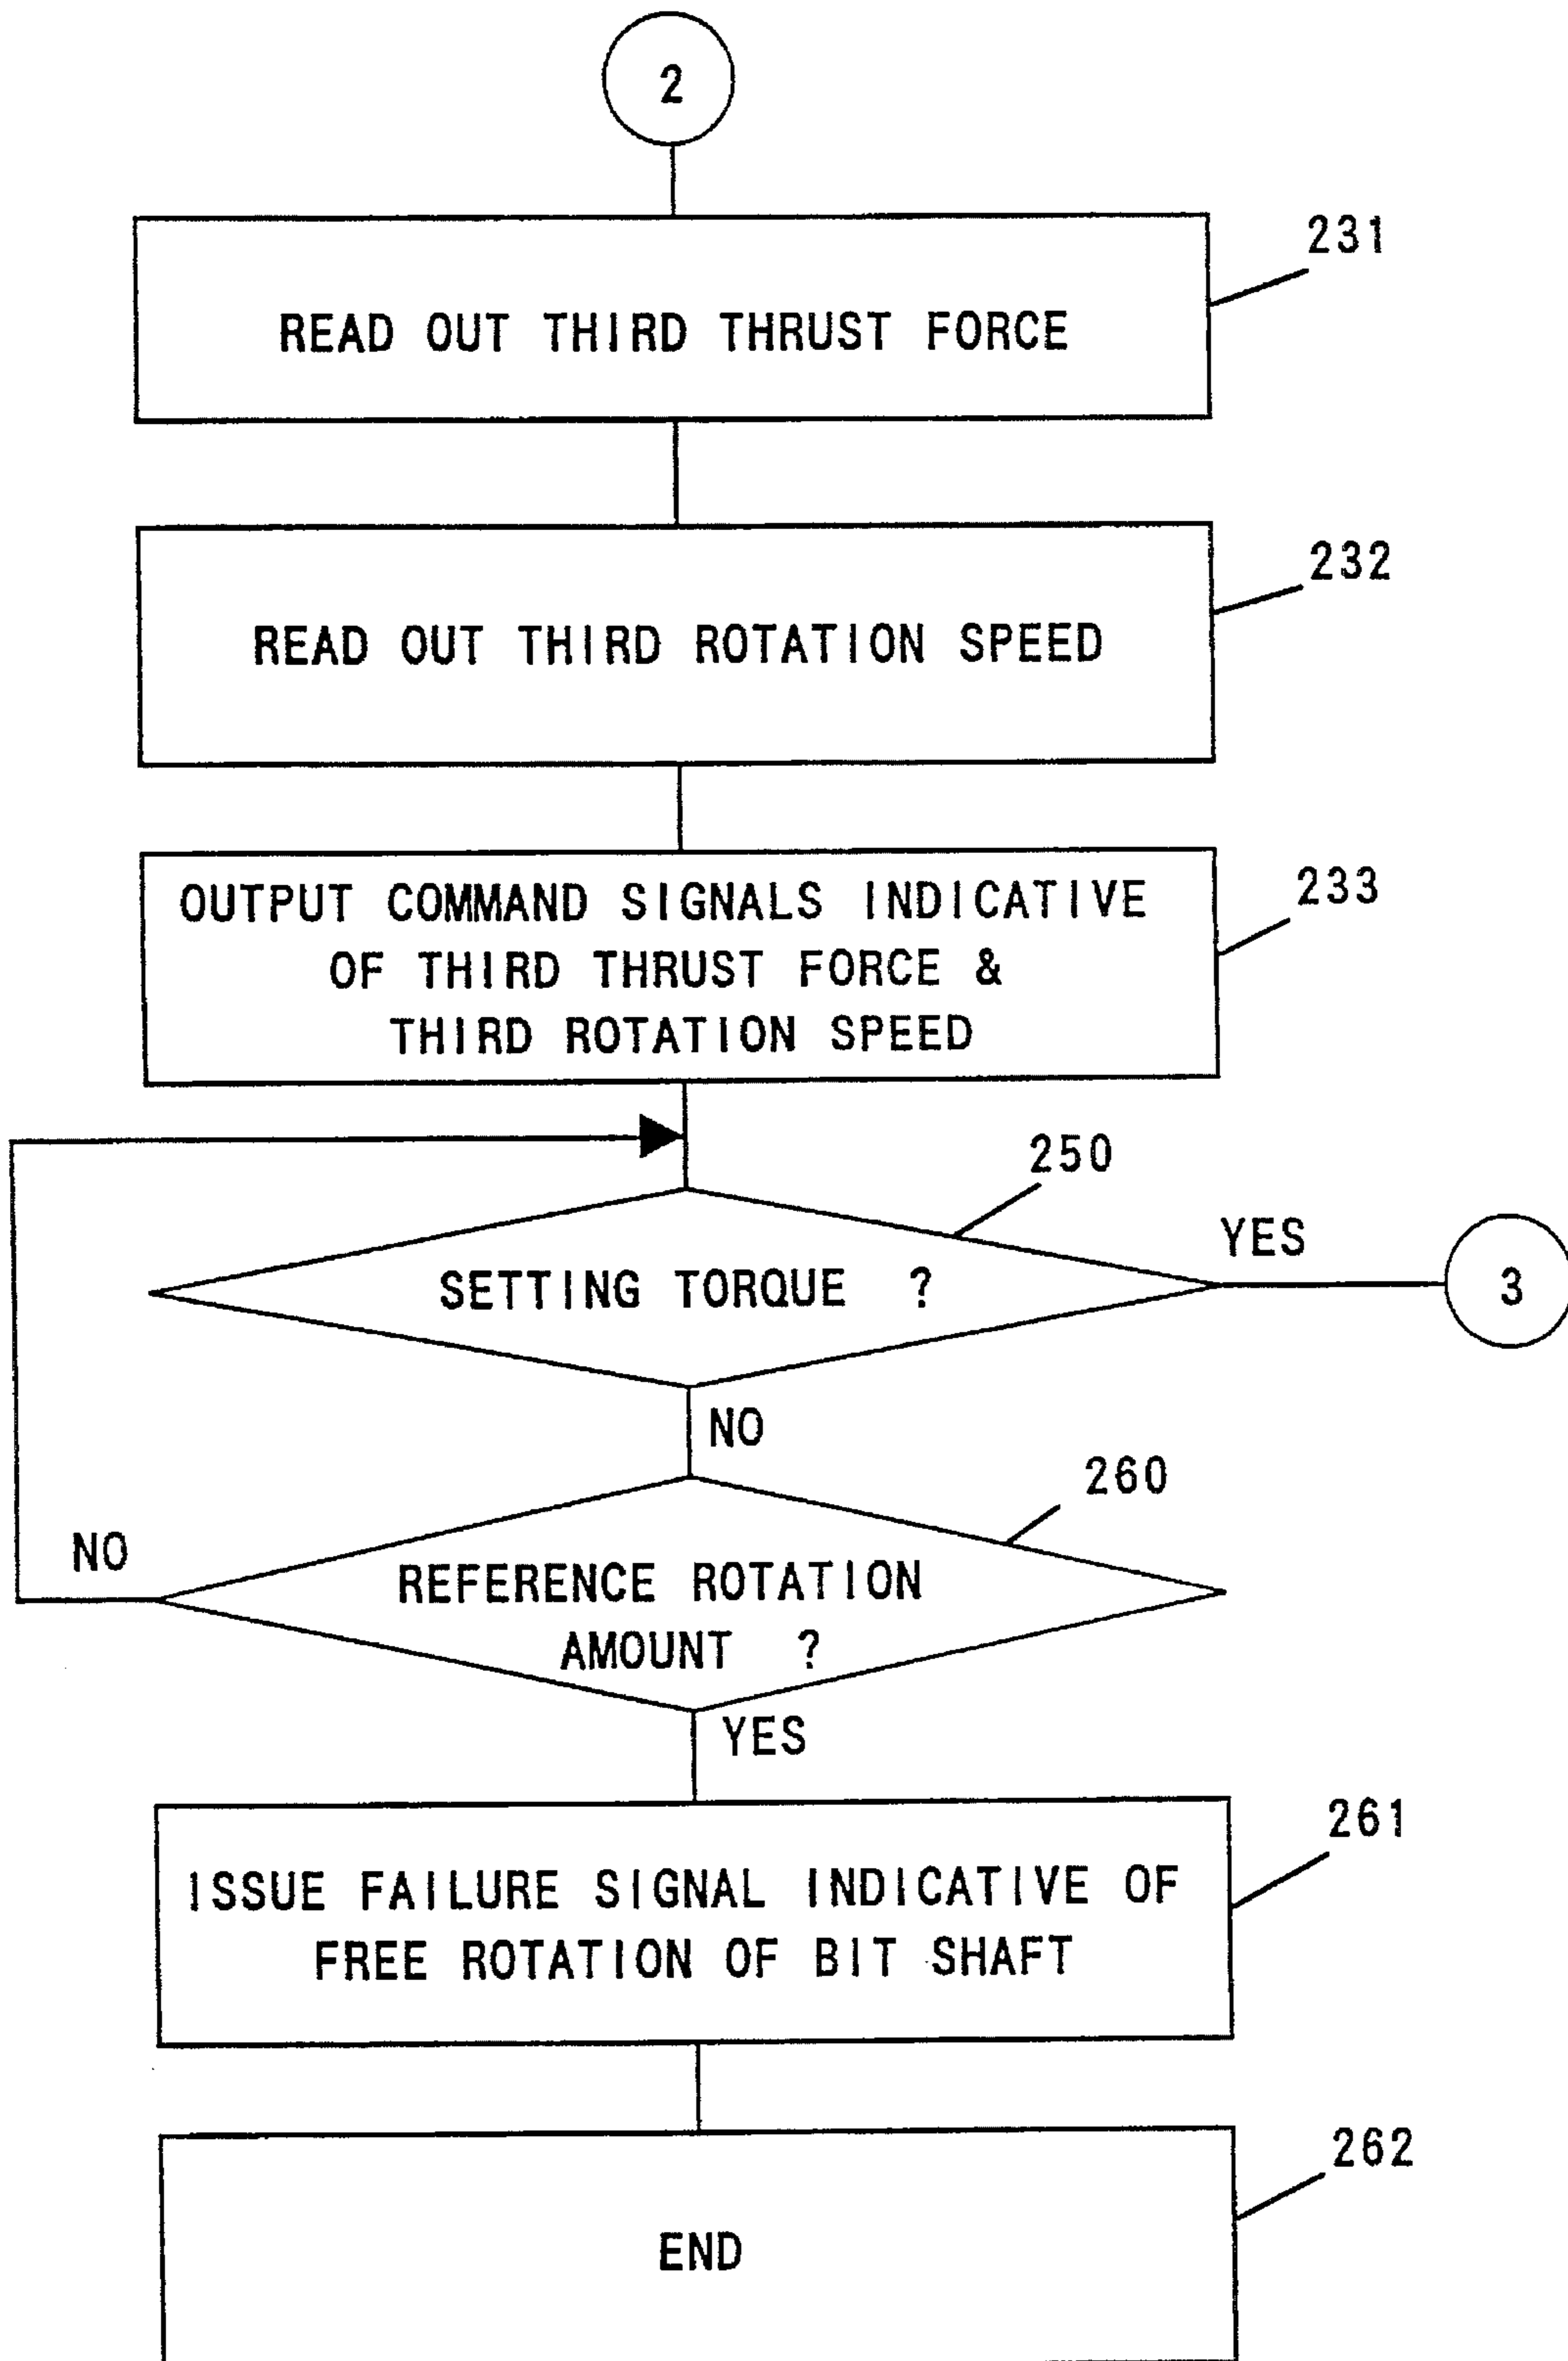 2
231
READ OUT THIRD THRUST FORCE
232
READ OUT THIRD ROTATION SPEED
233
OUTPUT COMMAND SIGNALS INDICATIVE
OF THIRD THRUST FORCE &
THIRD ROTATION SPEED
250
YES
SETTING TORQUE ?
3
NO
260
NO
REFERENCE ROTATION
AMOUNT ?
YES
261
ISSUE FAILURE SIGNAL INDICATIVE OF
FREE ROTATION OF BIT SHAFT
262
END